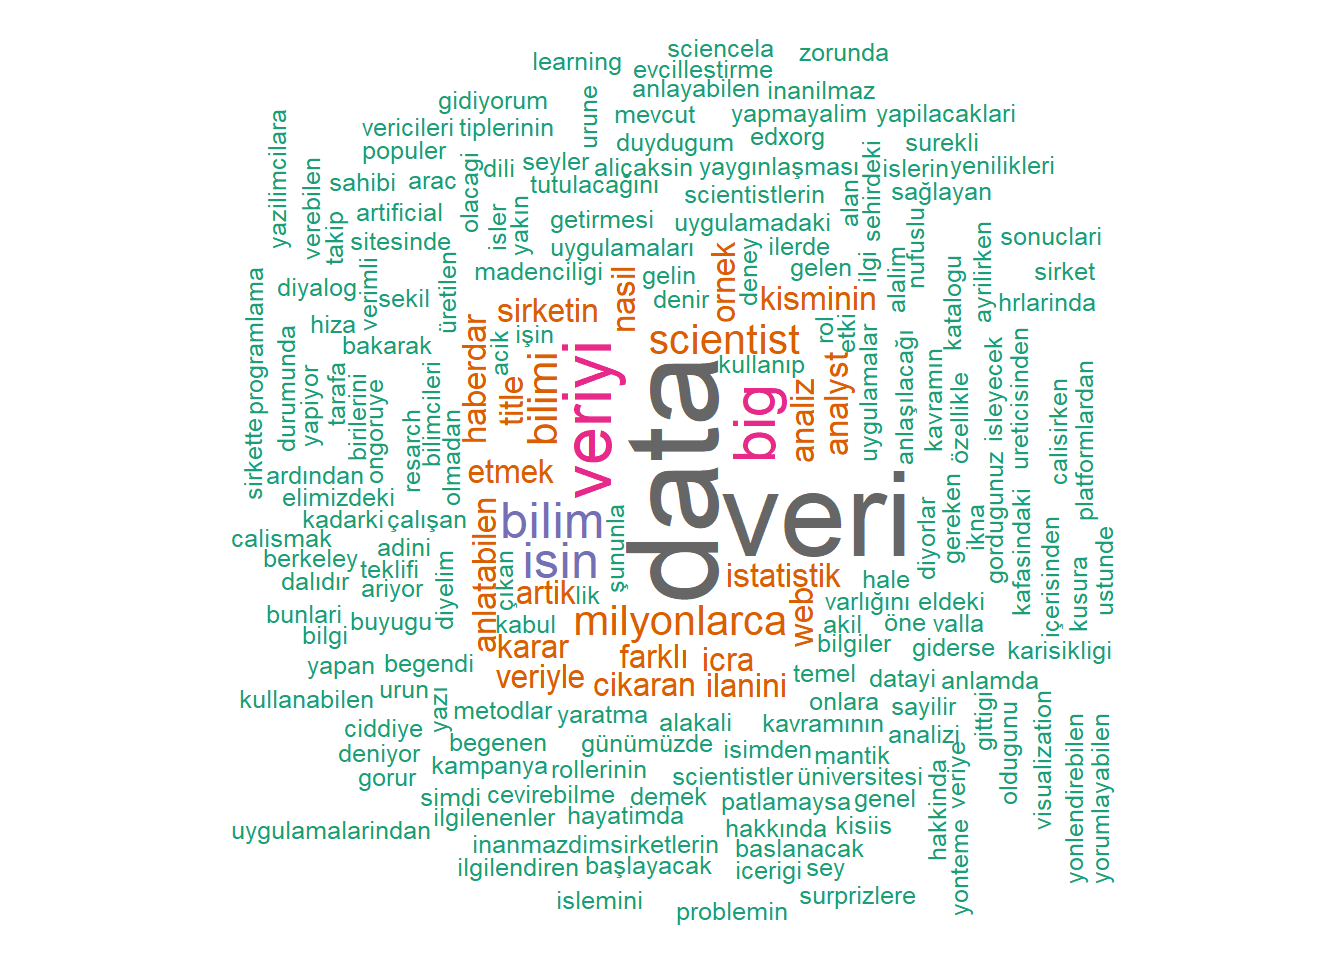 sciencela
zorunda
learning
evcillestirme
anlayabilen
inanilmaz
gidiyorum
urune
mevcut
yapmayalim
yapilacaklari
vericileri
tiplerinin
duydugum
edxorg
surekli
populer
yazilimcilara
verebilen
olacagi
dili
seyler
aliçaksin
yaygınlaşması
sehirdeki
islerin
yenilikleri
sahibi
arac
tutulacağını
scientistlerin
alan
sağlayan
artificial
takip
isler
yakın
getirmesi
uygulamadaki
nufuslu
sitesinde
uygulamaları
ilerde
ilgi
sonuclari
ayrilirken
madenciligi
nasil
gelin
ornek
deney
gelen
alalim
katalogu
sirket
diyalog
verimli
sekil
üretilen
sirketin
denir
kisminin
hrlarinda
programlama
hiza
haberdar
acik
işin
scientist
rol
etki
bakarak
kullanıp
durumunda
yapiyor
tarafa
birilerini
ongoruye
bilimcileri
title
bilimi
veriyi
data
big
analiz
analyst
uygulamalar
anlaşılacağı
kavramın
özellikle
isleyecek
ureticisinden
calisirken
platformlardan
sirkette
ardından
resarch
olmadan
etmek
elimizdeki
kadarki
çalışan
anlatabilen
bilim
veri
diyorlar
gereken
ikna
gordugunuz
kafasindaki
calismak
berkeley
adini
isin
şununla
dalıdır
teklifi
ariyor
diyelim
çıkan
artik
lik
istatistik
hale
içerisinden
kusura
ustunde
bunlari
buyugu
kabul
milyonlarca
web
varlığını
eldeki
bilgi
karar
akil
öne
valla
yapan
begendi
farklı
icra
bilgiler
giderse
karisikligi
veriyle
cikaran
ilanini
temel
datayi
anlamda
kullanabilen
urun
yazı
metodlar
yaratma
alakali
onlara
kavramının
sayilir
gittigi
ciddiye
analizi
deniyor
begenen
günümüzde
isimden
mantik
oldugunu
visualization
gorur
kampanya
rollerinin
scientistler
üniversitesi
veriye
yonlendirebilen
yorumlayabilen
simdi
cevirebilme
demek
patlamaysa
genel
hakkinda
uygulamalarindan
ilgilenenler
hayatimda
hakkında
kisiis
inanmazdimsirketlerin
baslanacak
yonteme
ilgilendiren
başlayacak
icerigi
sey
islemini
problemin
surprizlere